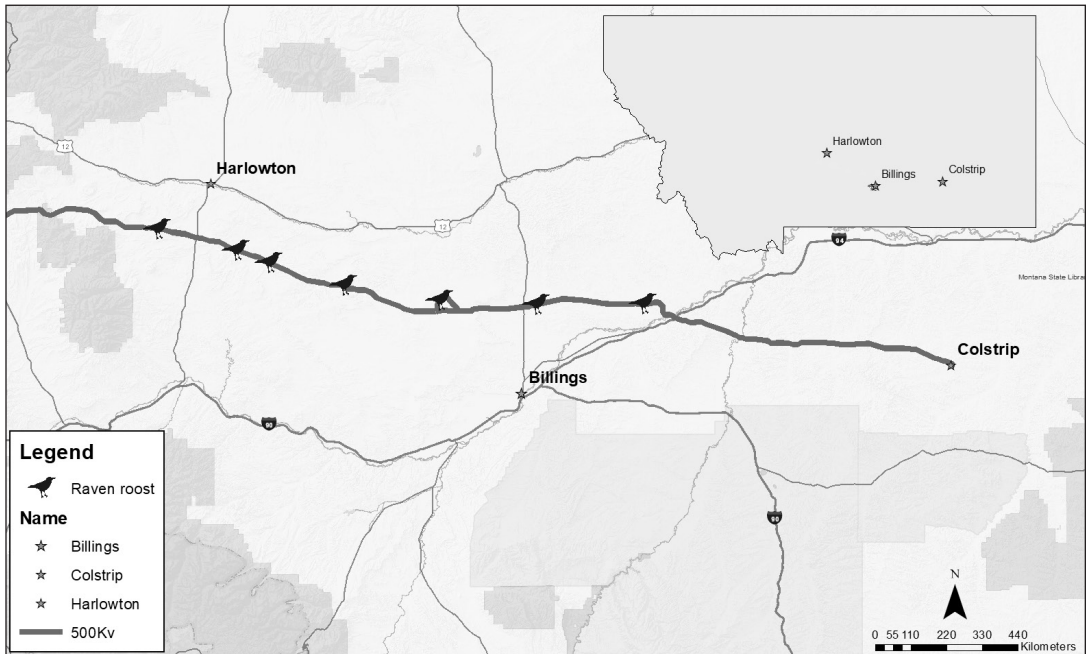 Harlowton
Billings
Colstrip
12
Harlowton
12
94
Montana State Librar
Colstrip
Billings
90
90
Legend
Raven roost
Name
Billings
Colstrip
Harlowton
500Kv
N
0 55 110 220 330 440
Kilometers